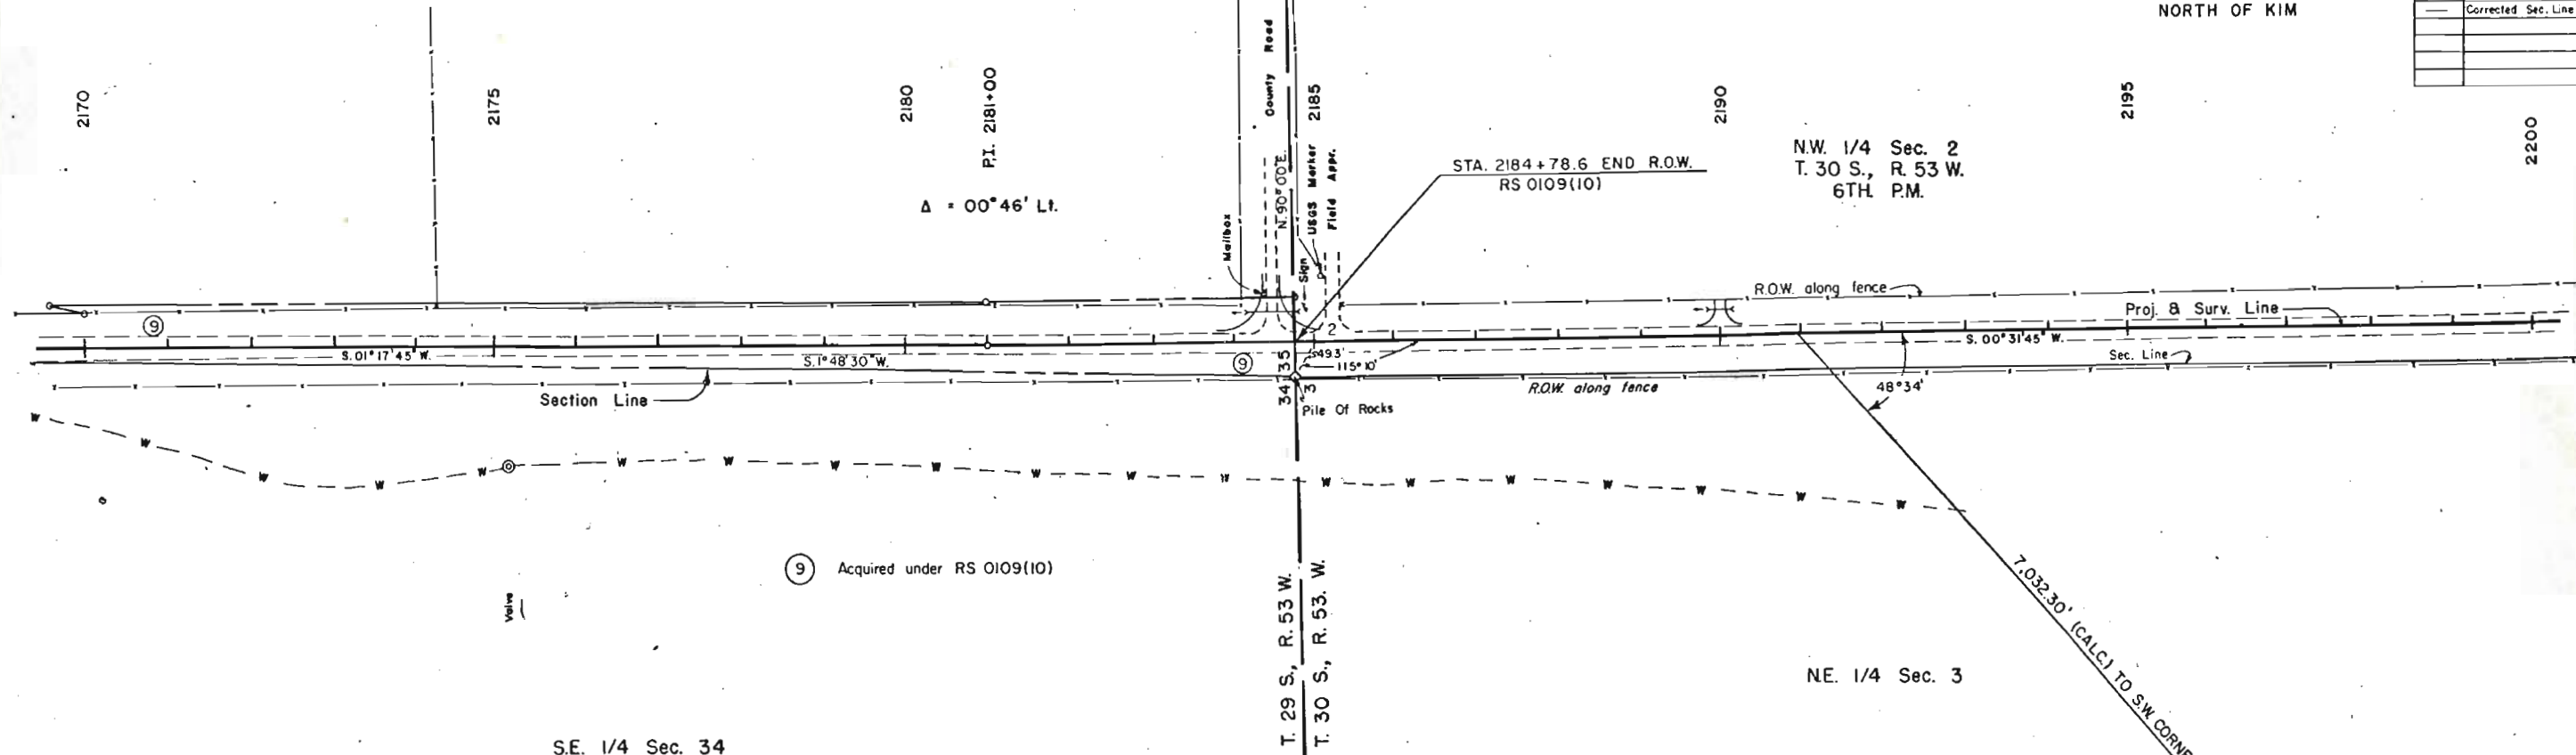 NORTH OF KIM
Corrected Sec. Line
2170
2175
2180
P.I. 2181+00
County Road
2185
2190
2195
2200
Δ = 00°46' Lt.
Mailbox
N.90°00'E.
Sign
USGS Marker
Field Appr.
STA. 2184+78.6 END R.O.W.
RS 0109(10)
N.W. 1/4 Sec. 2
T. 30 S., R. 53 W.
6TH. P.M.
R.O.W. along fence
Proj. & Surv. Line
9
2
S. 01°17'45" W.
S. 1°48'30" W.
9
35
49.3'
115°10'
S. 00°31'45" W.
Sec. Line
Section Line
34
3
R.O.W. along fence
48°34'
Pile Of Rocks
W W W W W W W W W W W W W W W W W W W
9 Acquired under RS 0109(10)
Valve
T. 29 S., R. 53 W.
T. 30 S., R. 53. W.
7,032.30' (CALC.) TO S.W. CORNE
N.E. 1/4 Sec. 3
S.E. 1/4 Sec. 34